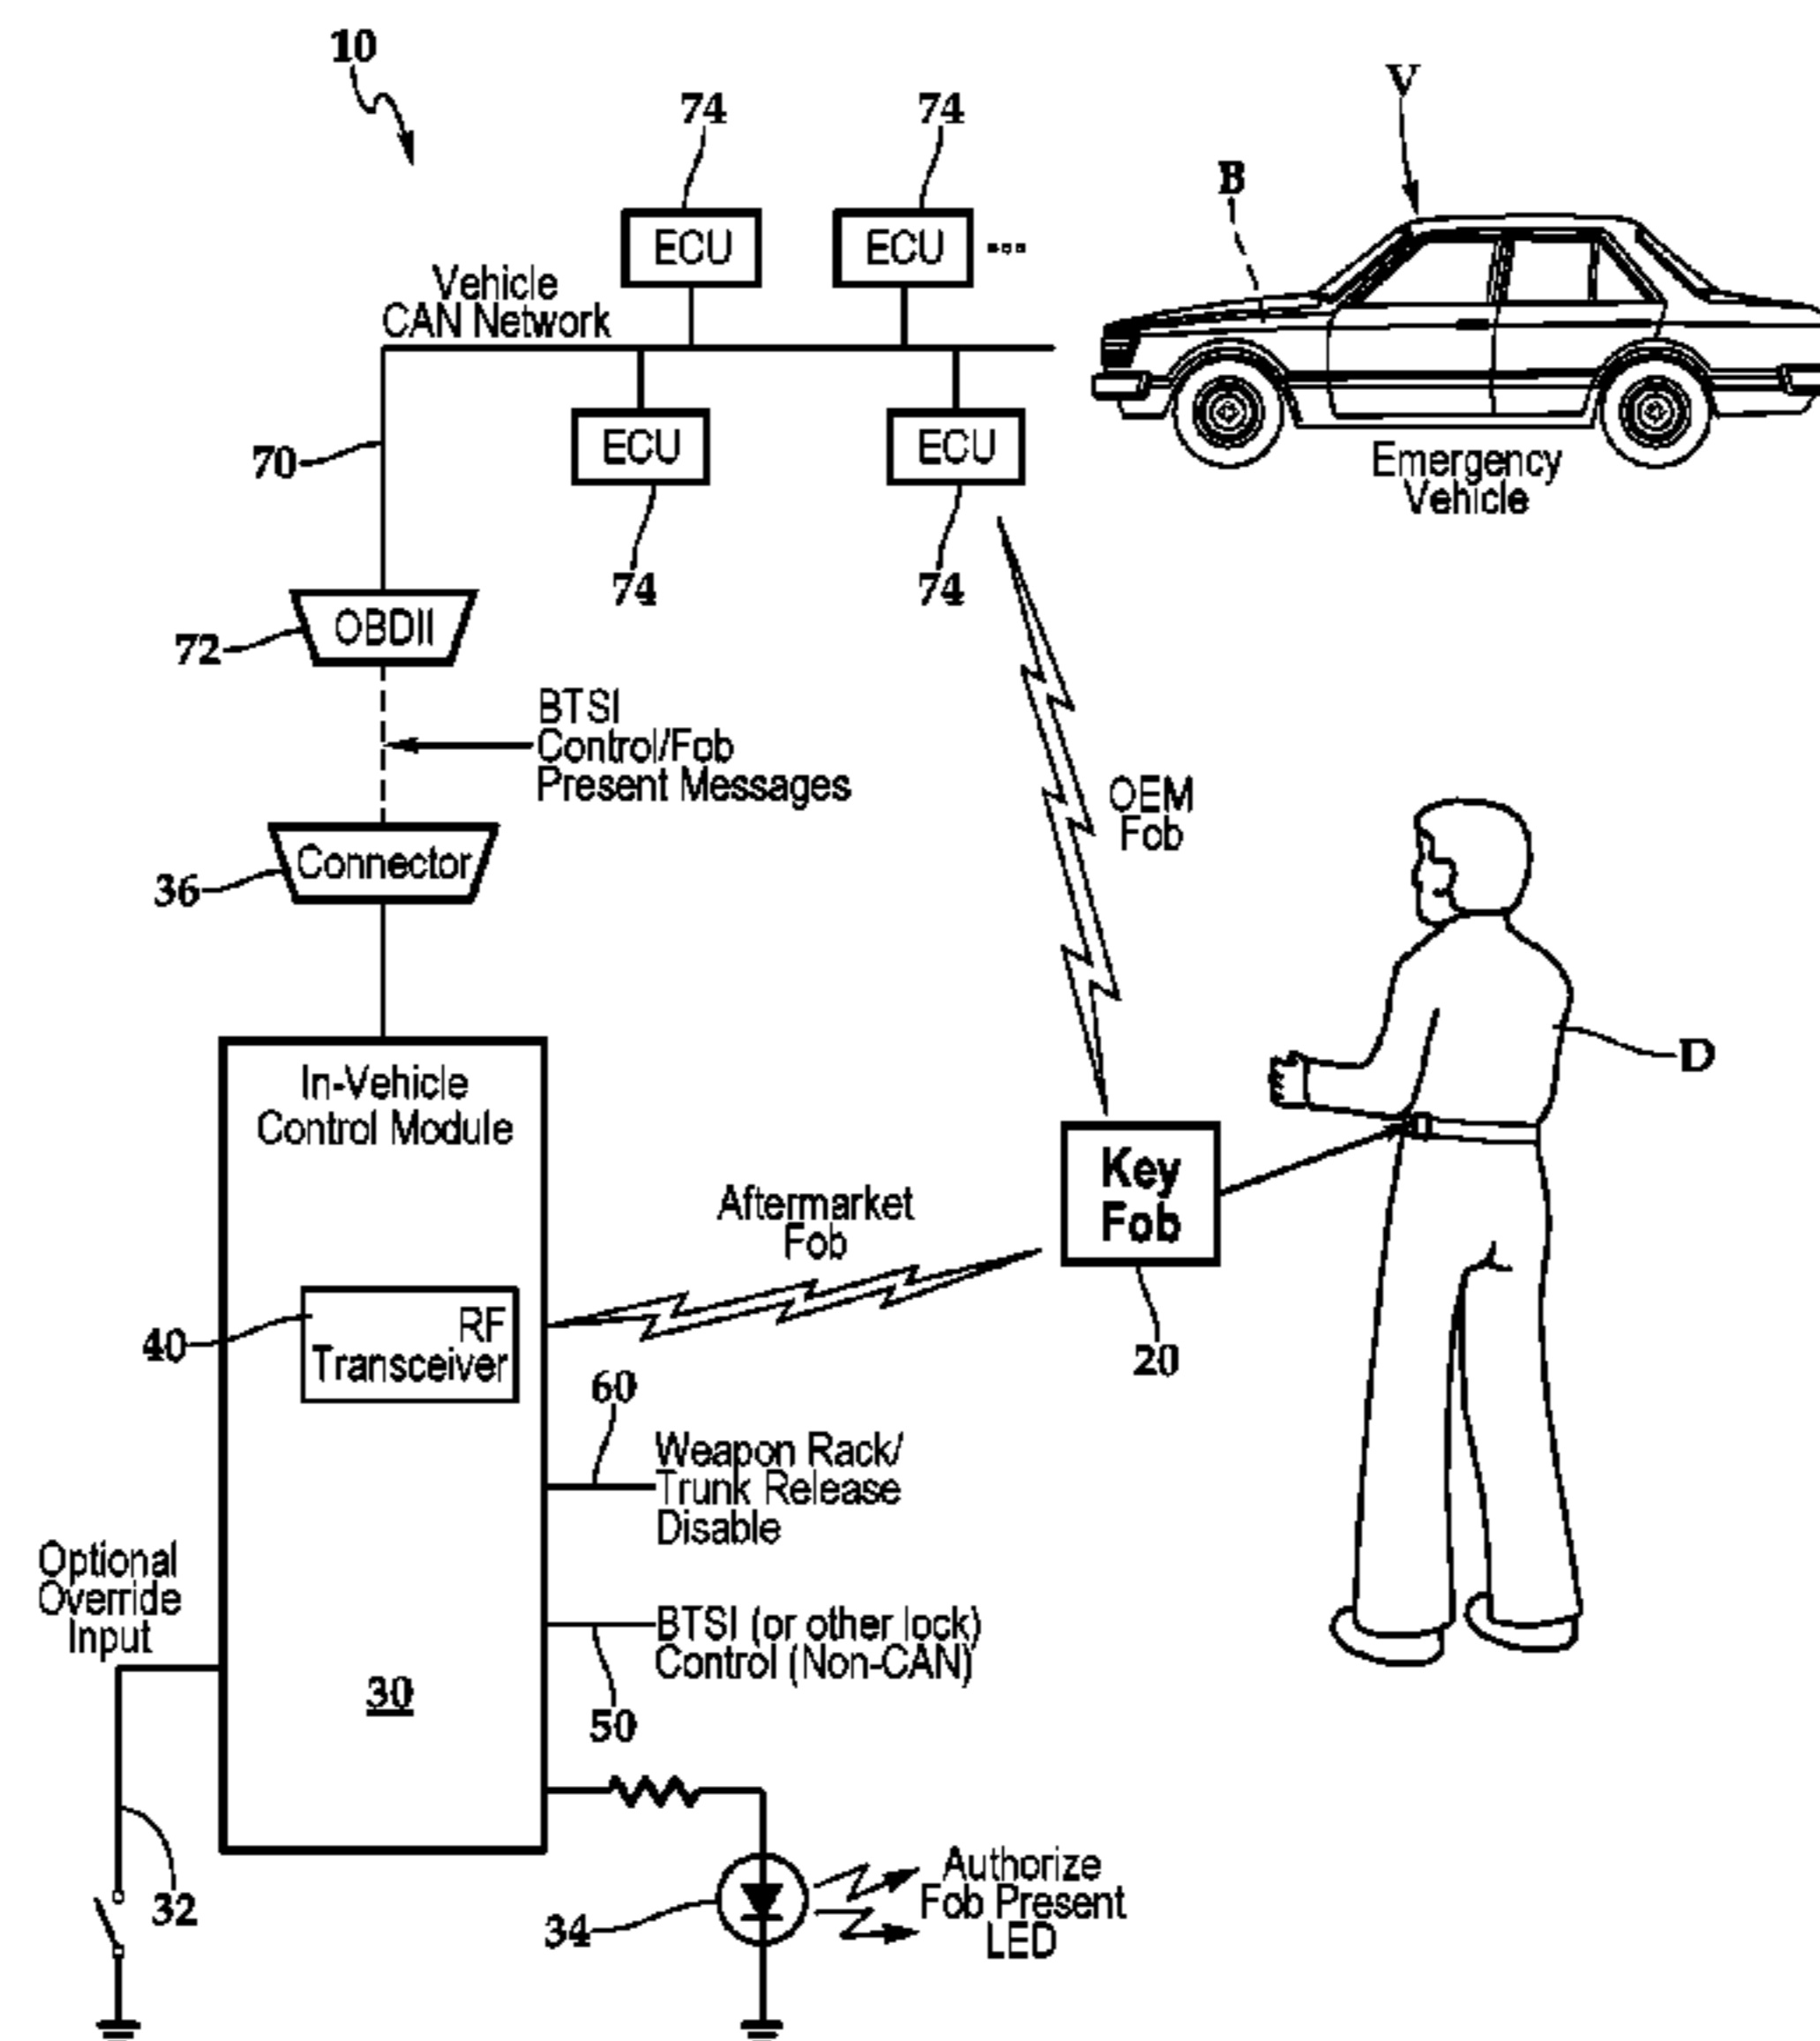 10
74
74
V
B
ECU
ECU
...
Vehicle
CAN Network
70
ECU
ECU
Emergency
Vehicle
74
74
72
OBDII
BTSI
Control/Fob
Present Messages
OEM
Fob
36
Connector
In-Vehicle
Control Module
D
Key
Fob
Aftermarket
Fob
40
RF
Transceiver
20
60
Weapon Rack/
Trunk Release
Disable
Optional
Override
Input
BTSI (or other lock)
Control (Non-CAN)
30
50
32
34
Authorize
Fob Present
LED